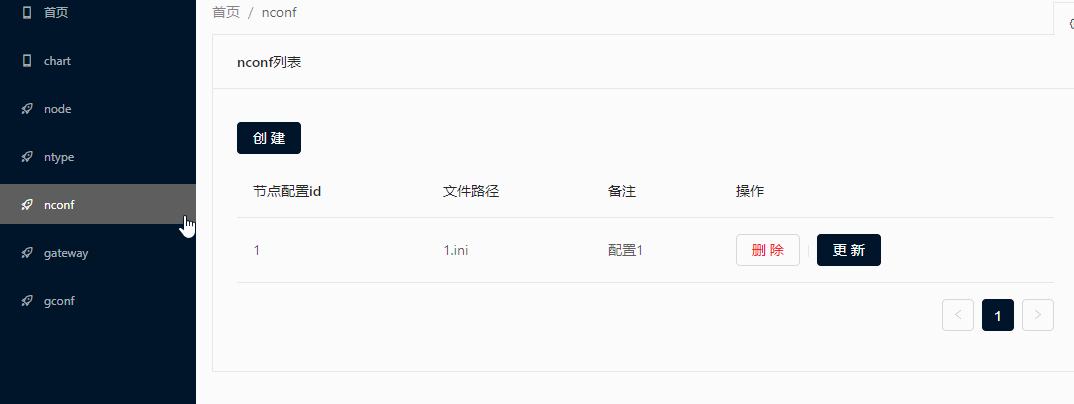 首页
chart
node
ntype
nconf
gateway
gconf
首页 / nconf
nconf列表
创 建
节点配置id 文件路径 备注 操作
1 1.ini 配置1 删 除 更 新
< 1 >